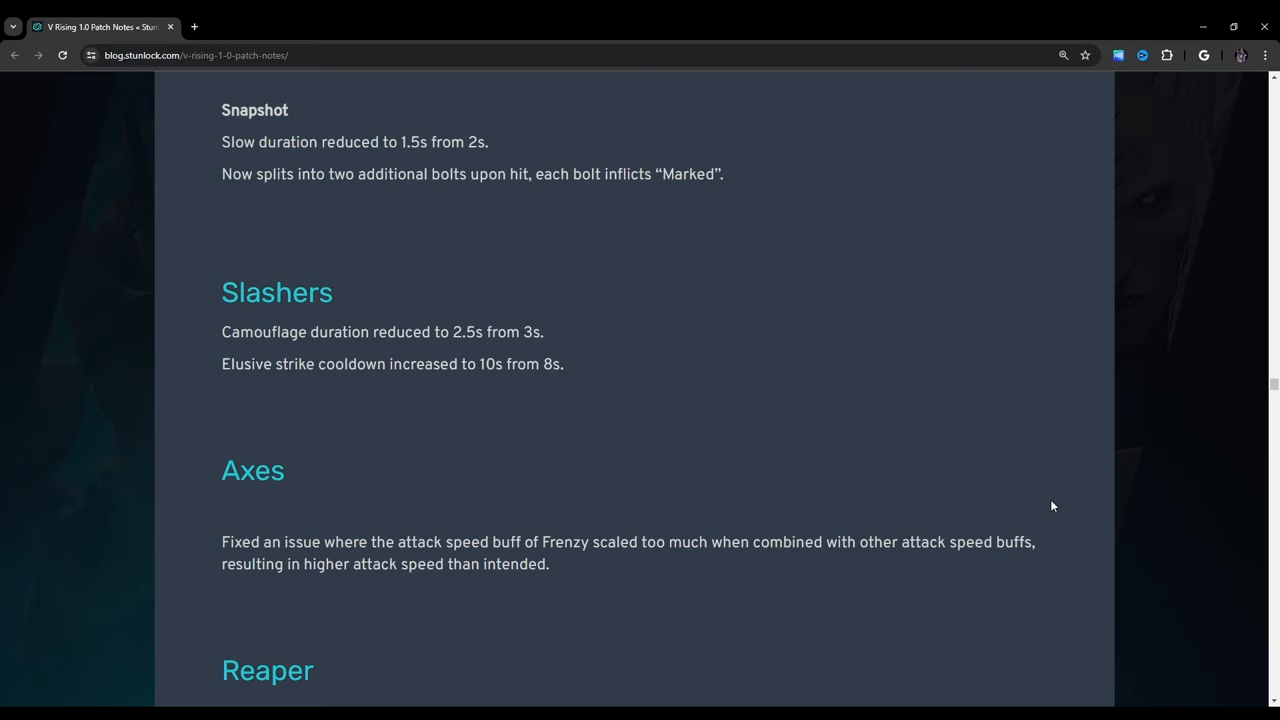 V Rising 1.0 Patch Notes « Stun
blog.stunlock.com/v-rising-1-0-patch-notes/
Snapshot
Slow duration reduced to 1.5s from 2s.
Now splits into two additional bolts upon hit, each bolt inflicts “Marked”.
Slashers
Camouflage duration reduced to 2.5s from 3s.
Elusive strike cooldown increased to 10s from 8s.
Axes
Fixed an issue where the attack speed buff of Frenzy scaled too much when combined with other attack speed buffs,
resulting in higher attack speed than intended.
Reaper